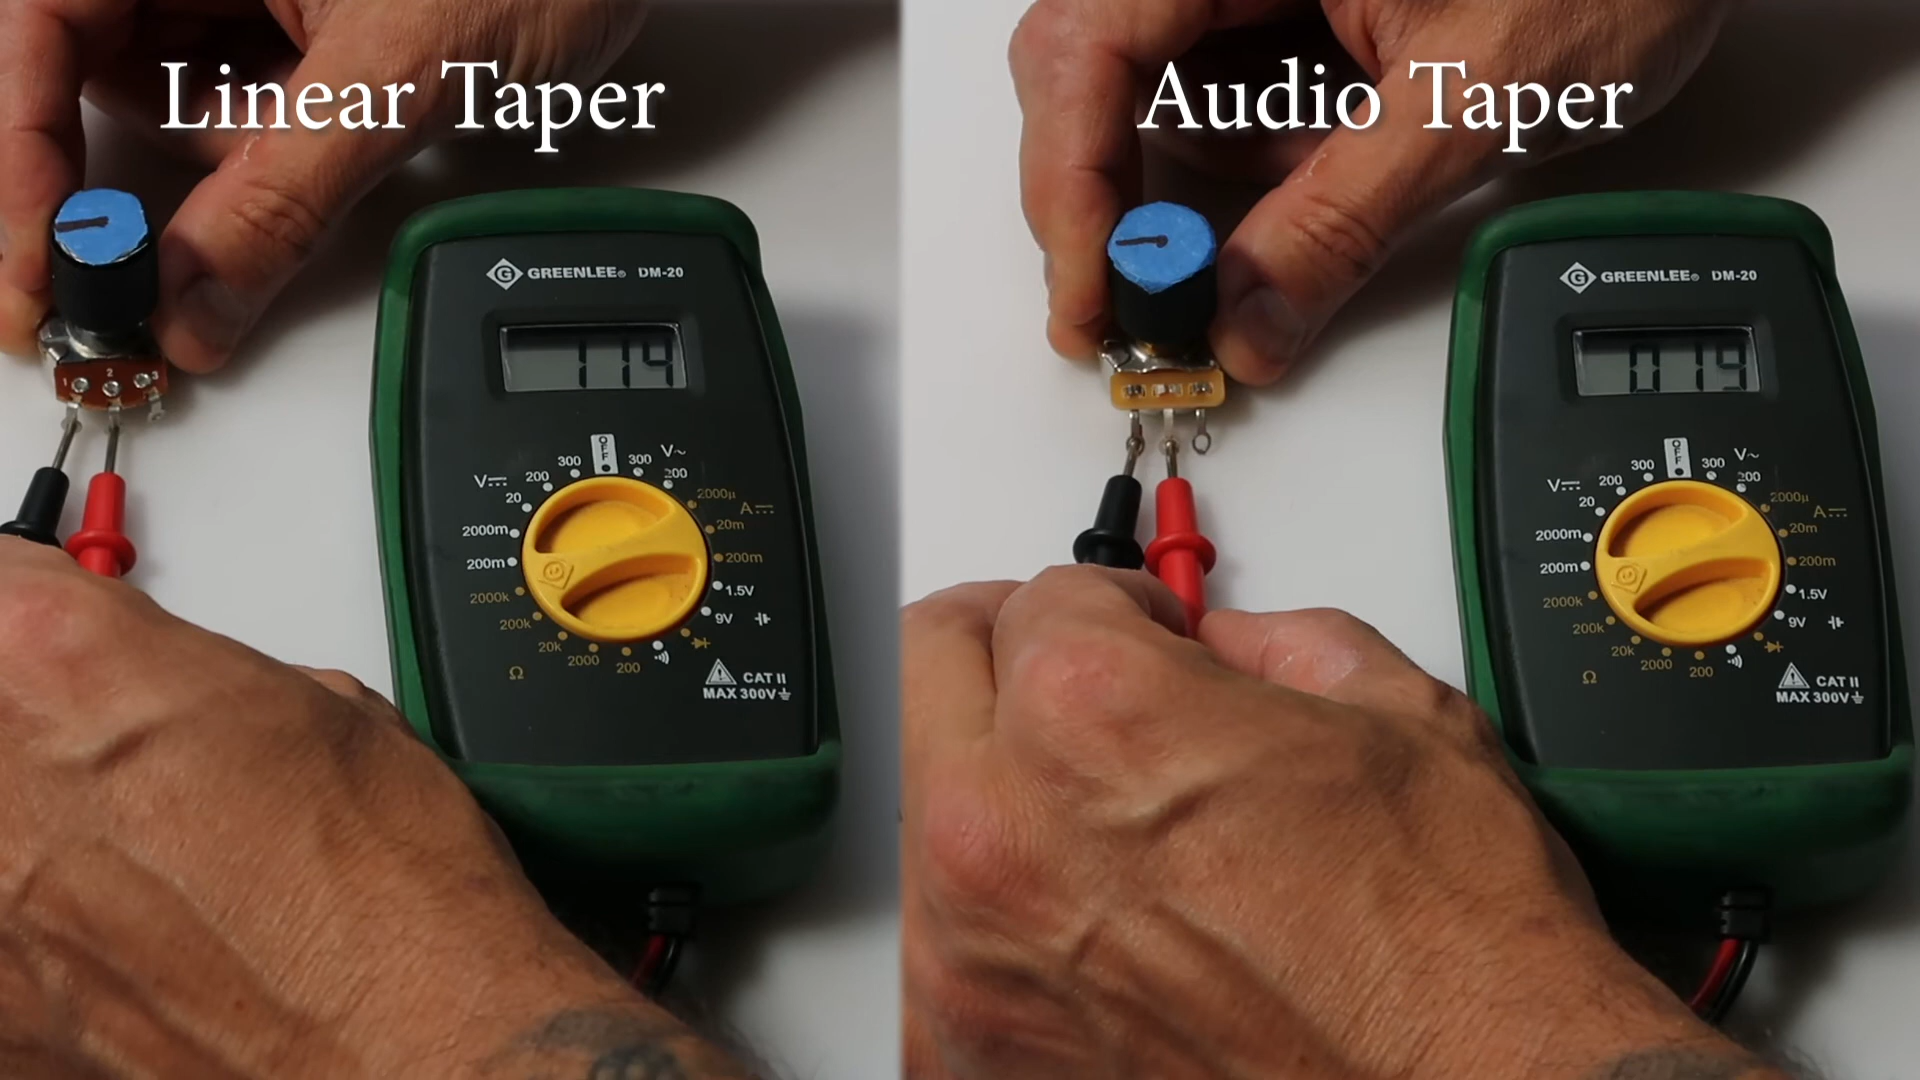 Linear Taper
Audio Taper
GREENLEE® DM-20
114
OFF
300
300
V~
200
200
V⎓
20
2000µ
A⎓
2000m
20m
200m
200m
2000k
1.5V
200k
9V
20k
2000
200
Ω
CAT II
MAX 300V
1
2
3
GREENLEE® DM-20
019
OFF
300
300
V~
200
200
V⎓
20
2000µ
A⎓
2000m
20m
200m
200m
2000k
1.5V
200k
9V
20k
2000
200
Ω
CAT II
MAX 300V